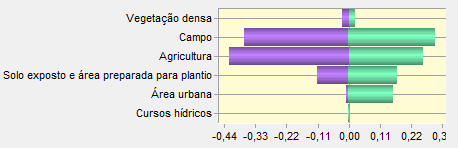 Vegetação densa
Campo
Agricultura
Solo exposto e área preparada para plantio
Área urbana
Cursos hídricos
-0,44 -0,33 -0,22 -0,11 0,00 0,11 0,22 0,3